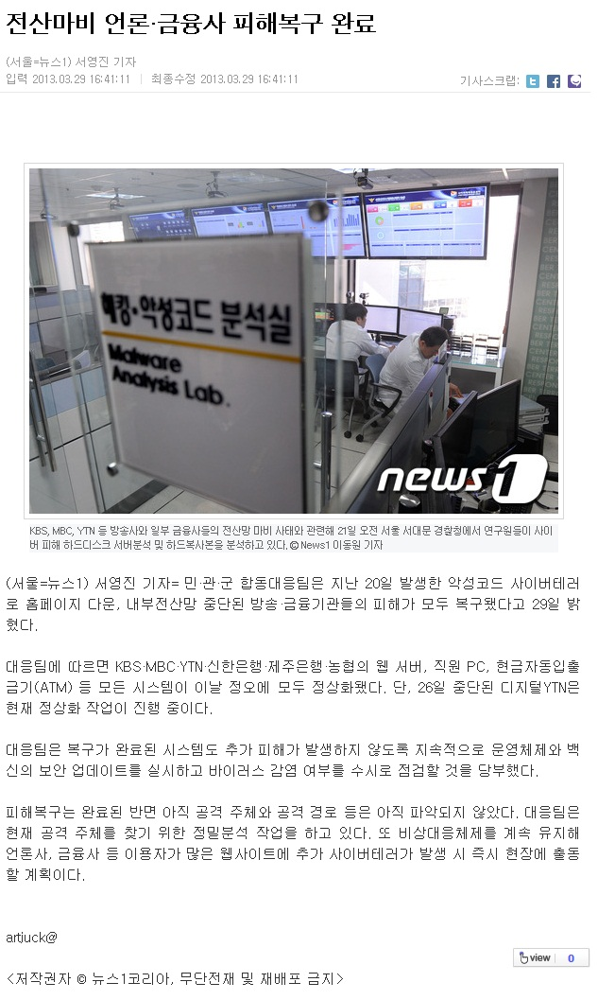 전산마비 언론·금융사 피해복구 완료
(서울=뉴스1) 서영진 기자
입력 2013.03.29 16:41:11 | 최종수정 2013.03.29 16:41:11
기사스크랩:
해킹·악성코드 분석실
Malware
Analysis Lab.
news1
KBS, MBC, YTN 등 방송사와 일부 금융사들의 전산망 마비 사태와 관련해 21일 오전 서울 서대문 경찰청에서 연구원들이 사이
버 피해 하드디스크 서버분석 및 하드복사본을 분석하고 있다. © News1 이동원 기자
(서울=뉴스1) 서영진 기자= 민·관·군 합동대응팀은 지난 20일 발생한 악성코드 사이버테러
로 홈페이지 다운, 내부전산망 중단된 방송·금융기관들의 피해가 모두 복구됐다고 29일 밝
혔다.
대응팀에 따르면 KBS·MBC·YTN·신한은행·제주은행·농협의 웹 서버, 직원 PC, 현금자동입출
금기(ATM) 등 모든 시스템이 이날 정오에 모두 정상화됐다. 단, 26일 중단된 디지털YTN은
현재 정상화 작업이 진행 중이다.
대응팀은 복구가 완료된 시스템도 추가 피해가 발생하지 않도록 지속적으로 운영체제와 백
신의 보안 업데이트를 실시하고 바이러스 감염 여부를 수시로 점검할 것을 당부했다.
피해복구는 완료된 반면 아직 공격 주체와 공격 경로 등은 아직 파악되지 않았다. 대응팀은
현재 공격 주체를 찾기 위한 정밀분석 작업을 하고 있다. 또 비상대응체제를 계속 유지해
언론사, 금융사 등 이용자가 많은 웹사이트에 추가 사이버테러가 발생 시 즉시 현장에 출동
할 계획이다.
artjuck@
view 0
<저작권자 © 뉴스1코리아, 무단전재 및 재배포 금지>